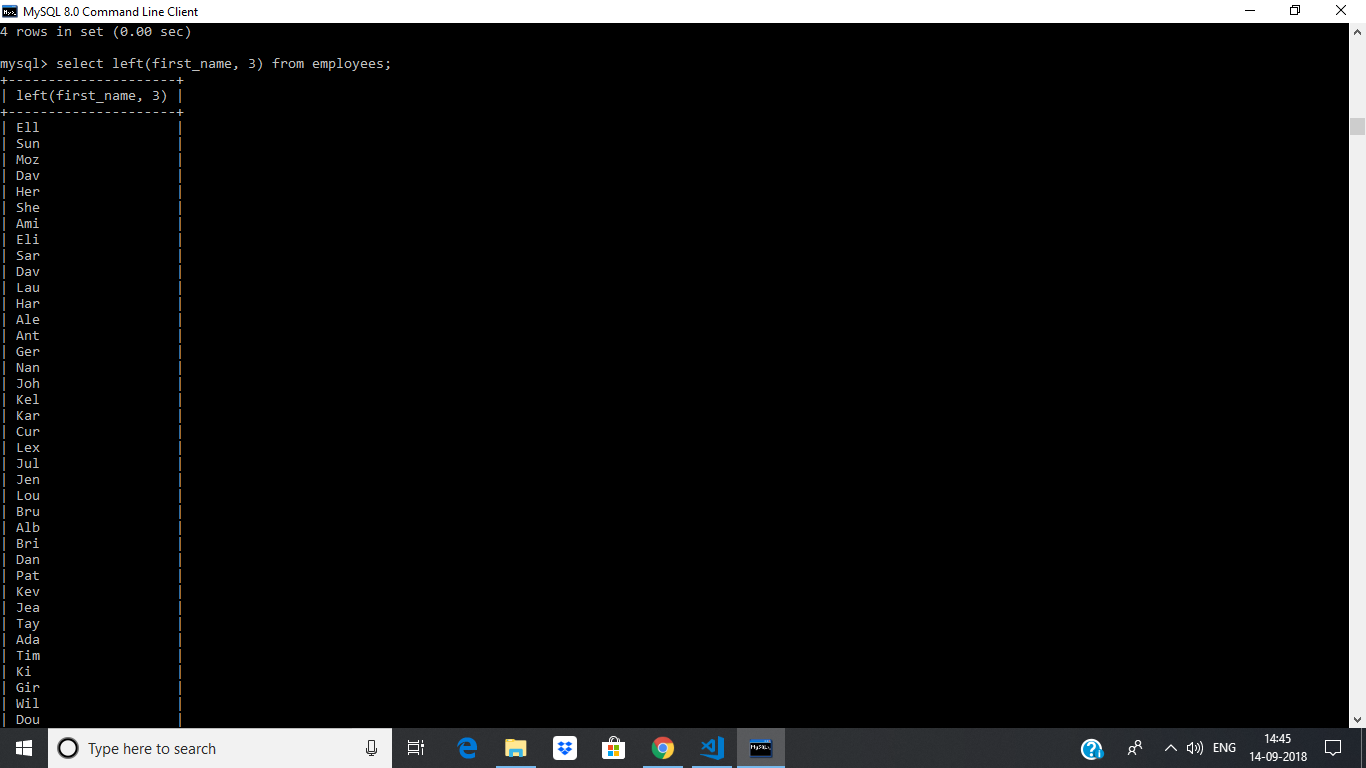 MySQL 8.0 Command Line Client
4 rows in set (0.00 sec)
mysql> select left(first_name, 3) from employees;
+---------------------+
| left(first_name, 3) |
+---------------------+
| Ell |
| Sun |
| Moz |
| Dav |
| Her |
| She |
| Ami |
| Eli |
| Sar |
| Dav |
| Lau |
| Har |
| Ale |
| Ant |
| Ger |
| Nan |
| Joh |
| Kel |
| Kar |
| Cur |
| Lex |
| Jul |
| Jen |
| Lou |
| Bru |
| Alb |
| Bri |
| Dan |
| Pat |
| Kev |
| Jea |
| Tay |
| Ada |
| Tim |
| Ki |
| Gir |
| Wil |
| Dou |
Type here to search
MySQL
ENG
14:45
14-09-2018